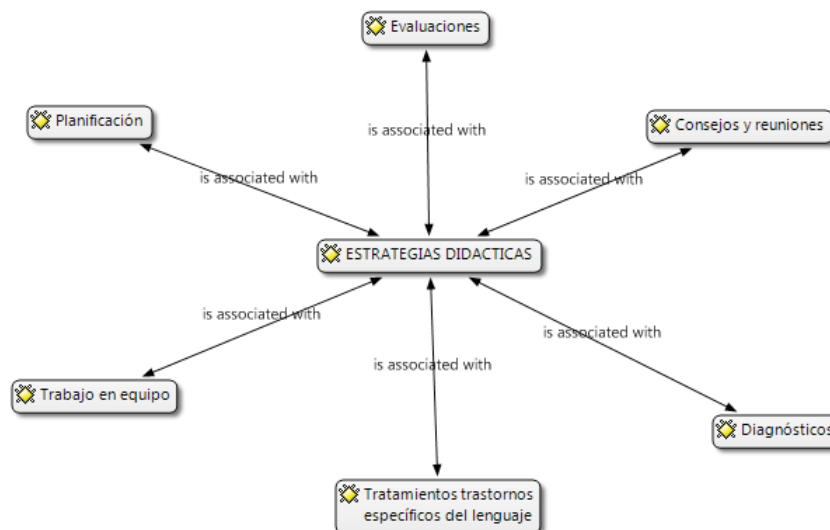 Evaluaciones
Planificación
Consejos y reuniones
is associated with
is associated with
is associated with
ESTRATEGIAS DIDACTICAS
is associated with
is associated with
is associated with
Trabajo en equipo
Diagnósticos
Tratamientos trastornos
específicos del lenguaje